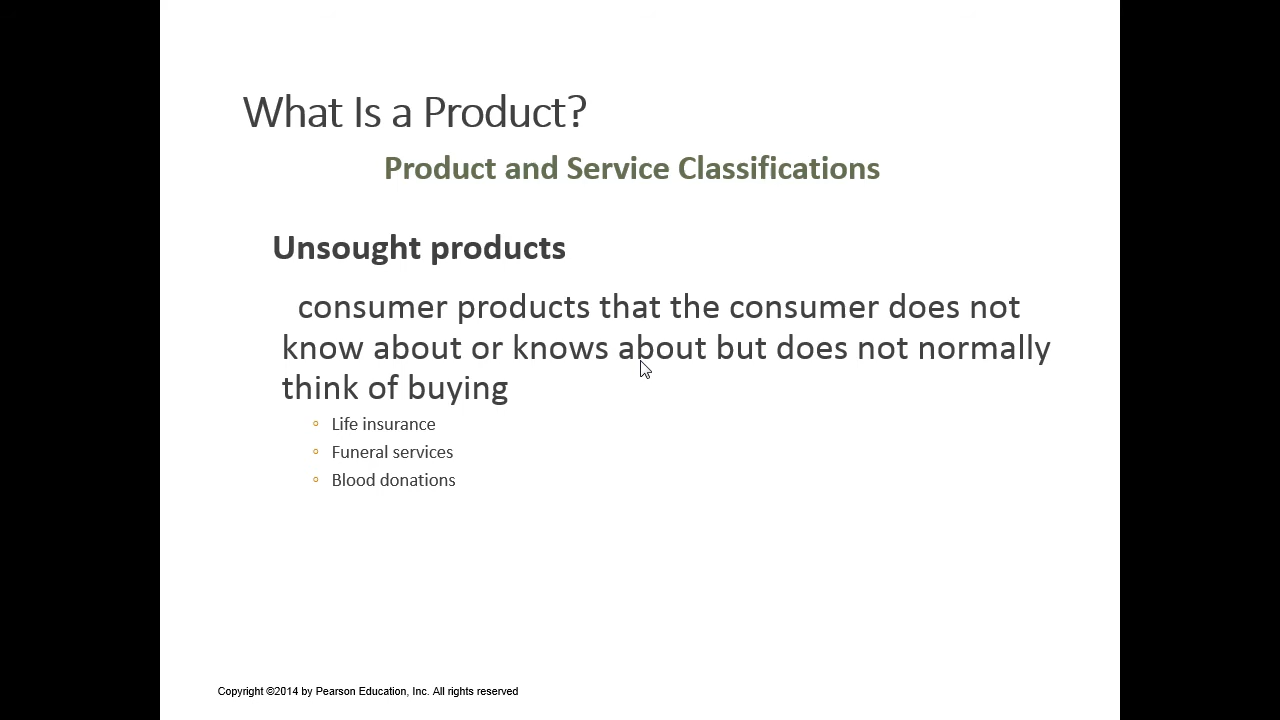 What Is a Product?
Product and Service Classifications
Unsought products
consumer products that the consumer does not
know about or knows about but does not normally
think of buying
Life insurance
Funeral services
Blood donations
Copyright ©2014 by Pearson Education, Inc. All rights reserved